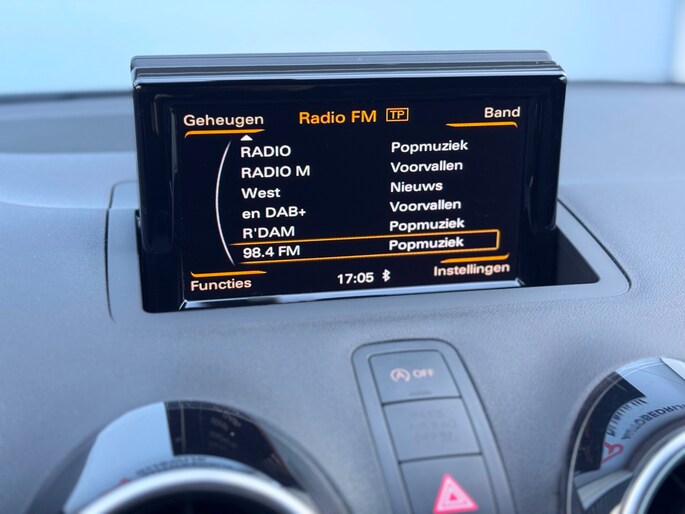 Geheugen Radio FM TP Band
RADIO Popmuziek
RADIO M Voorvallen
West Nieuws
en DAB+ Voorvallen
R'DAM Popmuziek
98.4 FM Popmuziek
Functies 17:05 Instellingen
A OFF